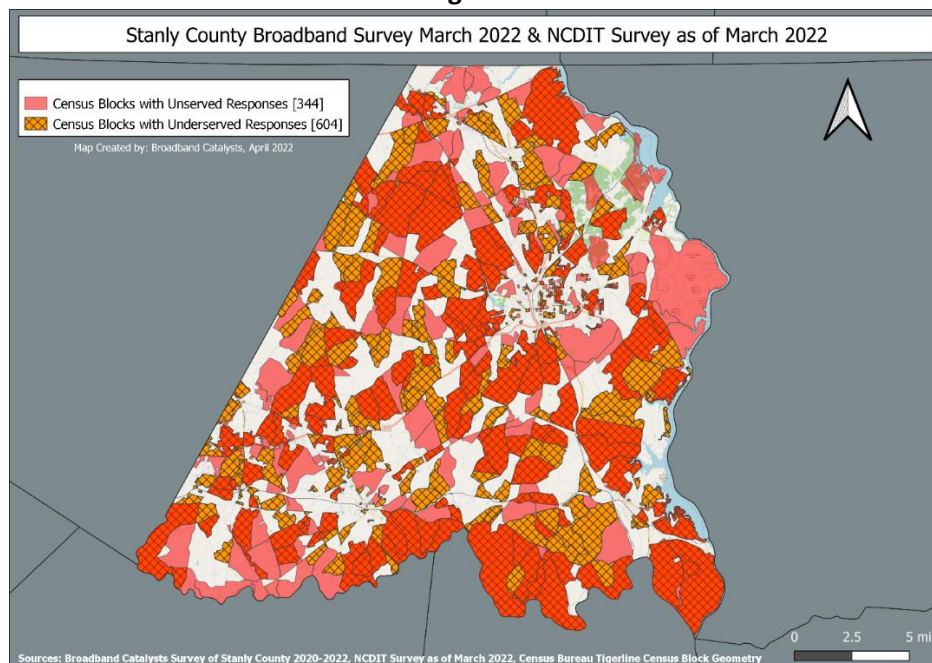 Stanly County Broadband Survey March 2022 & NCDIT Survey as of March 2022
Census Blocks with Unserved Responses [344]
Census Blocks with Underserved Responses [604]
Map Created by: Broadband Catalysts, April 2022
0 2.5 5 mi
Sources: Broadband Catalysts Survey of Stanly County 2020-2022, NCDIT Survey as of March 2022, Census Bureau Tigerline Census Block Geometry